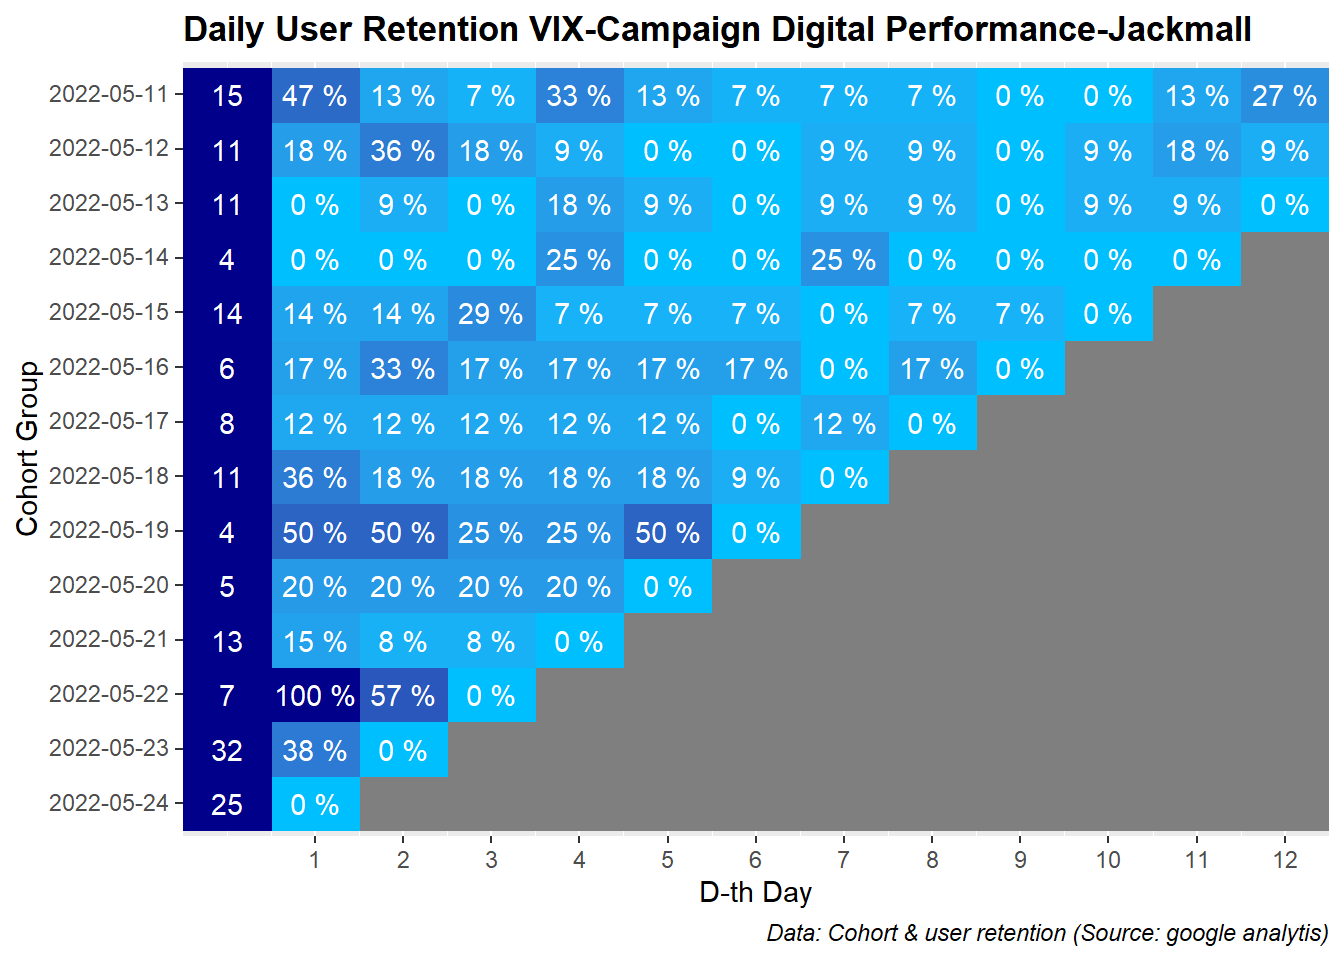 Daily User Retention VIX-Campaign Digital Performance-Jackmall
Cohort Group
2022-05-11 15 47 % 13 % 7 % 33 % 13 % 7 % 7 % 7 % 0 % 0 % 13 % 27 %
2022-05-12 11 18 % 36 % 18 % 9 % 0 % 0 % 9 % 9 % 0 % 9 % 18 % 9 %
2022-05-13 11 0 % 9 % 0 % 18 % 9 % 0 % 9 % 9 % 0 % 9 % 9 % 0 %
2022-05-14 4 0 % 0 % 0 % 25 % 0 % 0 % 25 % 0 % 0 % 0 % 0 %
2022-05-15 14 14 % 14 % 29 % 7 % 7 % 7 % 0 % 7 % 7 % 0 %
2022-05-16 6 17 % 33 % 17 % 17 % 17 % 17 % 0 % 17 % 0 %
2022-05-17 8 12 % 12 % 12 % 12 % 12 % 0 % 12 % 0 %
2022-05-18 11 36 % 18 % 18 % 18 % 18 % 9 % 0 %
2022-05-19 4 50 % 50 % 25 % 25 % 50 % 0 %
2022-05-20 5 20 % 20 % 20 % 20 % 0 %
2022-05-21 13 15 % 8 % 8 % 0 %
2022-05-22 7 100 % 57 % 0 %
2022-05-23 32 38 % 0 %
2022-05-24 25 0 %
1 2 3 4 5 6 7 8 9 10 11 12
D-th Day
Data: Cohort & user retention (Source: google analytis)